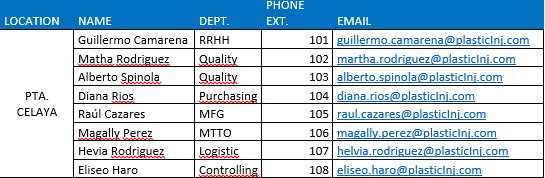 LOCATION NAME DEPT. PHONE EXT. EMAIL
PTA. CELAYA
Guillermo Camarena RRHH 101 guillermo.camarena@plasticInj.com
Matha Rodriguez Quality 102 martha.rodriguez@plasticInj.com
Alberto Spinola Quality 103 alberto.spinola@plasticInj.com
Diana Rios Purchasing 104 diana.rios@plasticInj.com
Raúl Cazares MFG 105 raul.cazares@plasticInj.com
Magally Perez MTTO 106 magally.perez@plasticInj.com
Hevia Rodriguez Logistic 107 helvia.rodriguez@plasticInj.com
Eliseo Haro Controlling 108 eliseo.haro@plasticInj.com